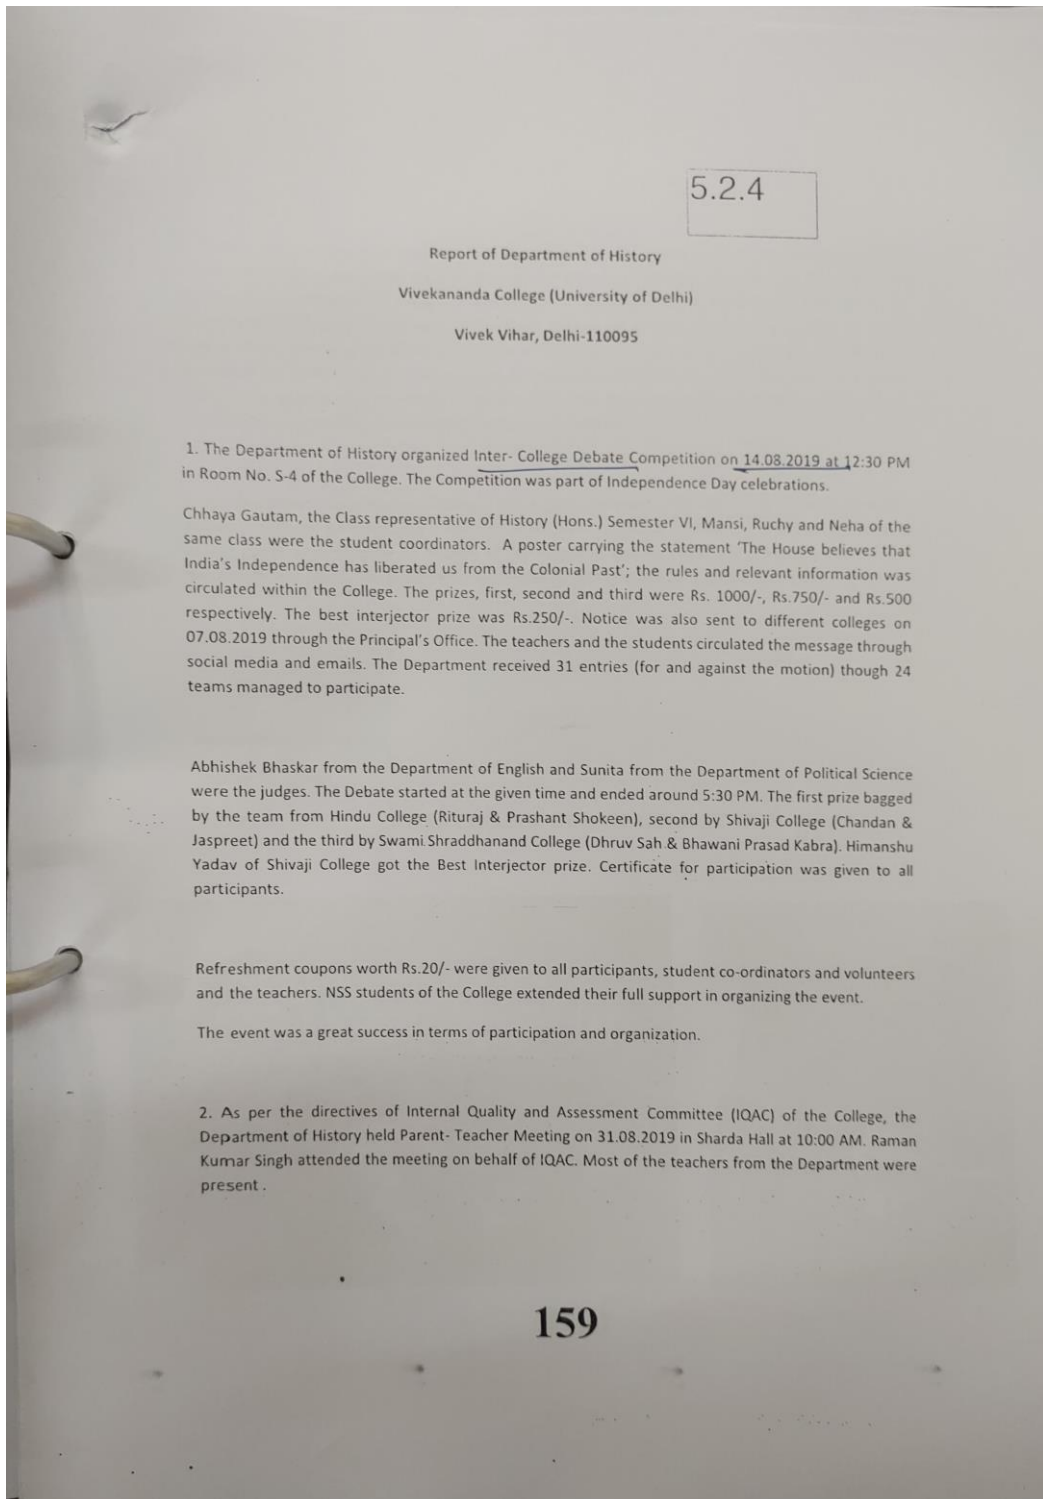 5.2.4
Report of Department of History
Vivekananda College (University of Delhi)
Vivek Vihar, Delhi-110095
1. The Department of History organized Inter- College Debate Competition on 14.08.2019 at 12:30 PM
in Room No. S-4 of the College. The Competition was part of Independence Day celebrations.
Chhaya Gautam, the Class representative of History (Hons.) Semester VI, Mansi, Ruchy and Neha of the
same class were the student coordinators. A poster carrying the statement 'The House believes that
India's Independence has liberated us from the Colonial Past'; the rules and relevant information was
circulated within the College. The prizes, first, second and third were Rs. 1000/-, Rs.750/- and Rs.500
respectively. The best interjector prize was Rs.250/-. Notice was also sent to different colleges on
07.08.2019 through the Principal's Office. The teachers and the students circulated the message through
social media and emails. The Department received 31 entries (for and against the motion) though 24
teams managed to participate.
Abhishek Bhaskar from the Department of English and Sunita from the Department of Political Science
were the judges. The Debate started at the given time and ended around 5:30 PM. The first prize bagged
by the team from Hindu College (Rituraj & Prashant Shokeen), second by Shivaji College (Chandan &
Jaspreet) and the third by Swami Shraddhanand College (Dhruv Sah & Bhawani Prasad Kabra). Himanshu
Yadav of Shivaji College got the Best Interjector prize. Certificate for participation was given to all
participants.
Refreshment coupons worth Rs.20/- were given to all participants, student co-ordinators and volunteers
and the teachers. NSS students of the College extended their full support in organizing the event.
The event was a great success in terms of participation and organization.
2. As per the directives of Internal Quality and Assessment Committee (IQAC) of the College, the
Department of History held Parent- Teacher Meeting on 31.08.2019 in Sharda Hall at 10:00 AM. Raman
Kumar Singh attended the meeting on behalf of IQAC. Most of the teachers from the Department were
present .
159